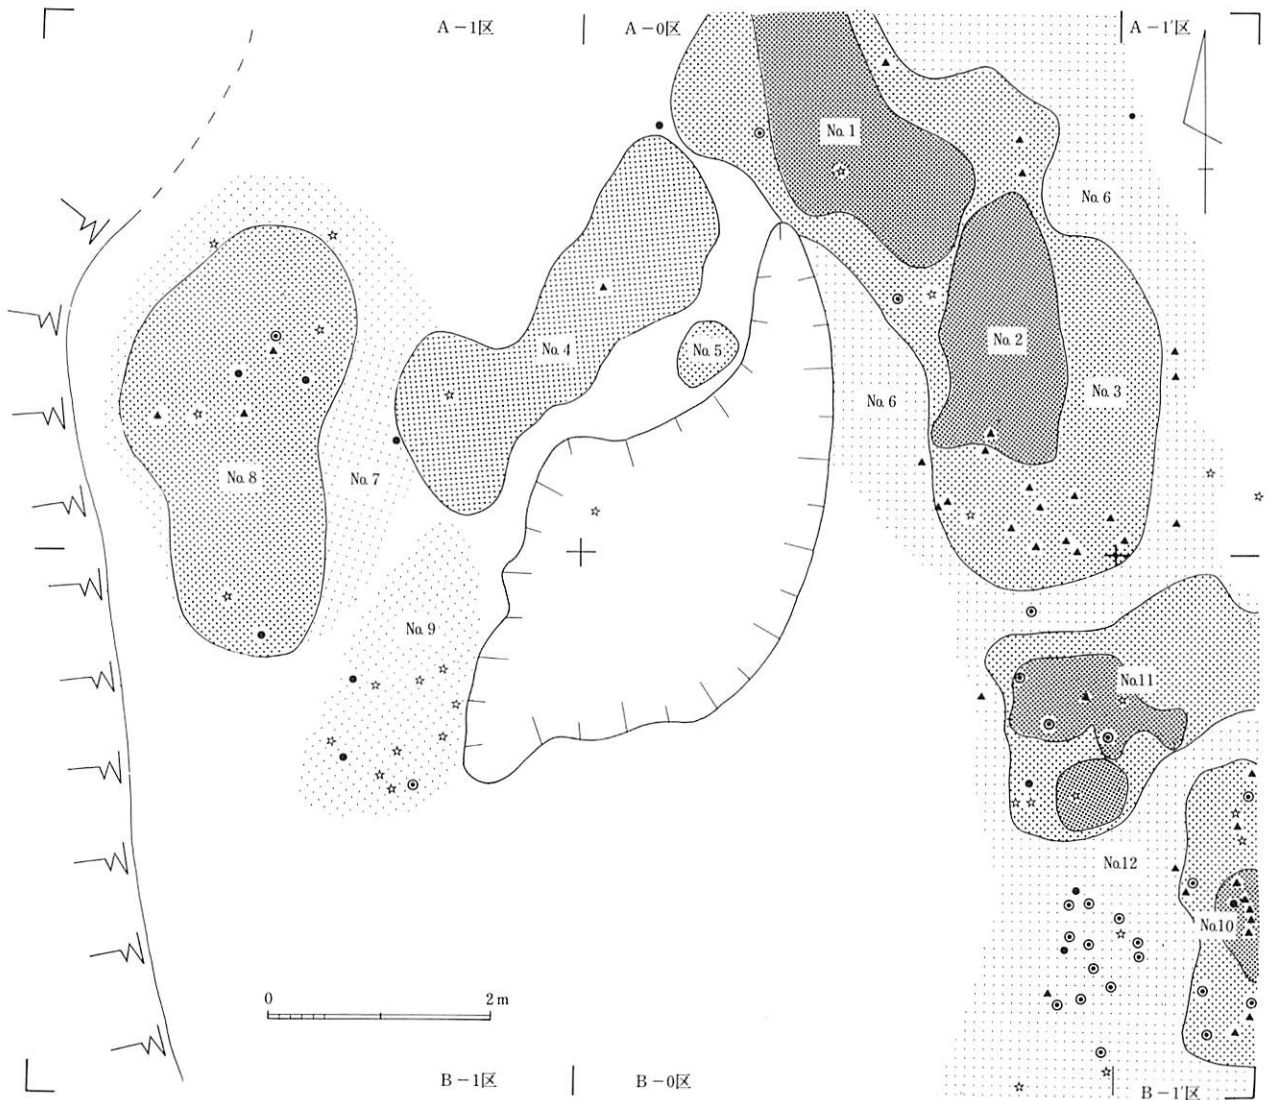 A－1区
A－0区
A－1′区
No. 1
No. 6
No. 2
No. 4
No. 5
No. 3
No. 6
No. 8
No. 7
No. 9
No.11
No.12
No.10
0
2 m
B－1区
B－0区
B－1′区